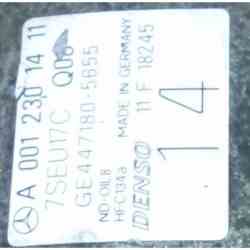 A 001 230 14 11
7SEU17C Q06
GE447180-5655
ND-OIL8
HFC134a MADE IN GERMANY
DENSO 11 F 18245
14